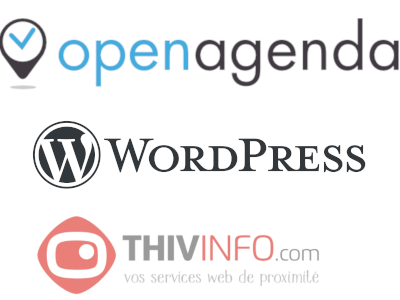 openagenda
WORDPRESS
THIVINFO.com
vos services web de proximité